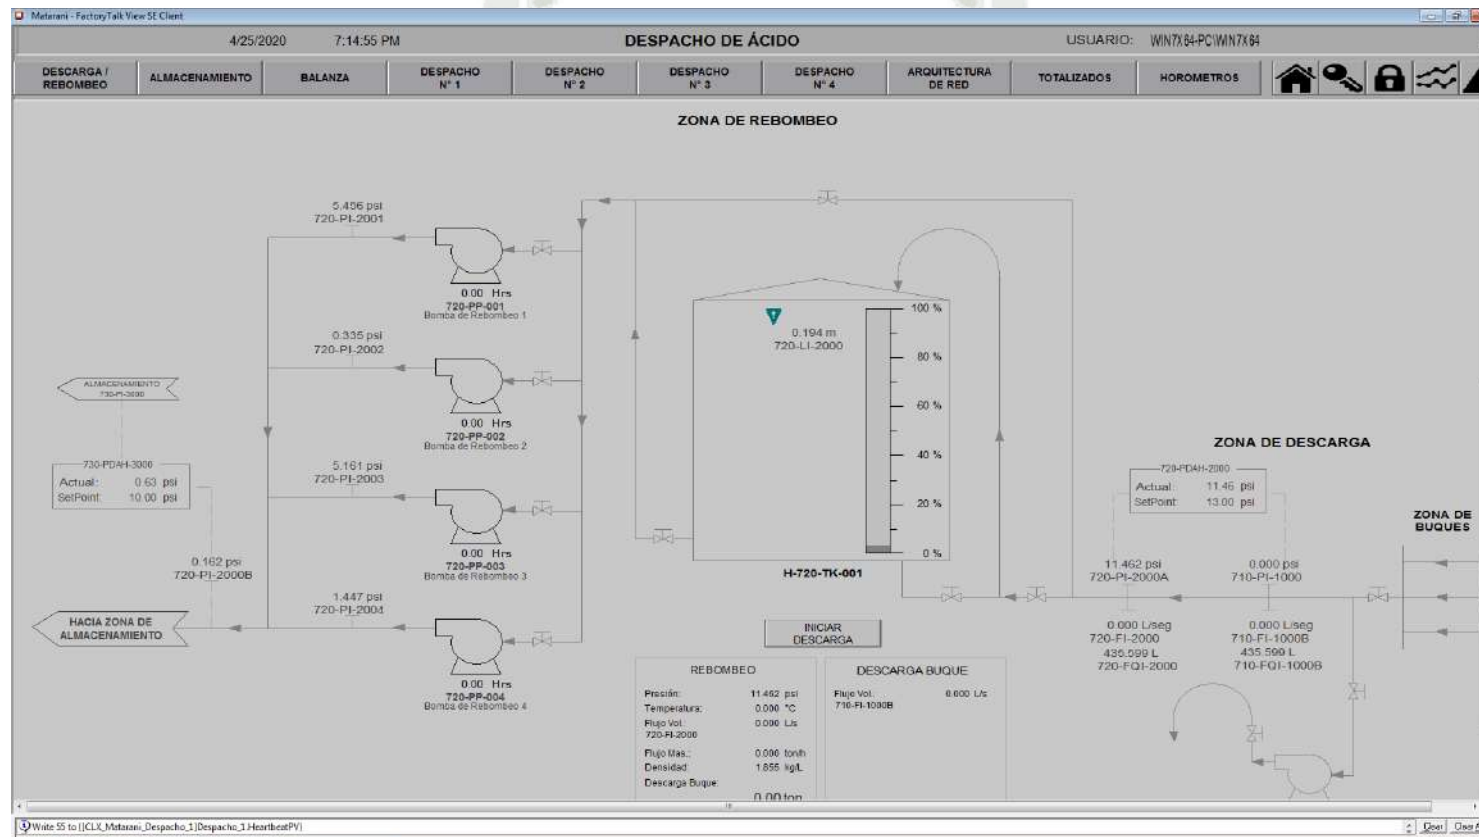 Matarani - FactoryTalk View SE Client
4/25/2020 7:14:55 PM DESPACHO DE ÁCIDO USUARIO: WIN7X64-PC\WIN7X64
DESCARGA / REBOMBEO
ALMACENAMIENTO
BALANZA
DESPACHO N° 1
DESPACHO N° 2
DESPACHO N° 3
DESPACHO N° 4
ARQUITECTURA DE RED
TOTALIZADOS
HOROMETROS
ZONA DE REBOMBEO
5.456 psi
720-PI-2001
0.00 Hrs
720-PP-001
Bomba de Rebombeo 1
0.335 psi
720-PI-2002
0.00 Hrs
720-PP-002
Bomba de Rebombeo 2
5.161 psi
720-PI-2003
0.00 Hrs
720-PP-003
Bomba de Rebombeo 3
1.447 psi
720-PI-2004
0.00 Hrs
720-PP-004
Bomba de Rebombeo 4
ALMACENAMIENTO
730-PI-3000
730-PDAH-3000
Actual: 0.63 psi
SetPoint: 10.00 psi
0.162 psi
720-PI-2000B
HACIA ZONA DE
ALMACENAMIENTO
0.194 m
720-LI-2000
100 %
80 %
60 %
40 %
20 %
0 %
H-720-TK-001
INICIAR
DESCARGA
REBOMBEO
Presión: 11.462 psi
Temperatura: 0.000 °C
Flujo Vol.: 0.000 L/s
720-FI-2000
Flujo Mas.: 0.000 ton/h
Densidad: 1.855 kg/L
Descarga Buque:
0.00 ton
DESCARGA BUQUE
Flujo Vol.: 0.000 L/s
710-FI-1000B
ZONA DE DESCARGA
720-PDAH-2000
Actual: 11.46 psi
SetPoint: 13.00 psi
ZONA DE
BUQUES
11.462 psi
720-PI-2000A
0.000 psi
710-PI-1000
0.000 L/seg
720-FI-2000
435.599 L
720-FQI-2000
0.000 L/seg
710-FI-1000B
435.599 L
710-FQI-1000B
Write 55 to [[CLX_Matarani_Despacho_1]Despacho_1.HeartbeatPV]
Clear